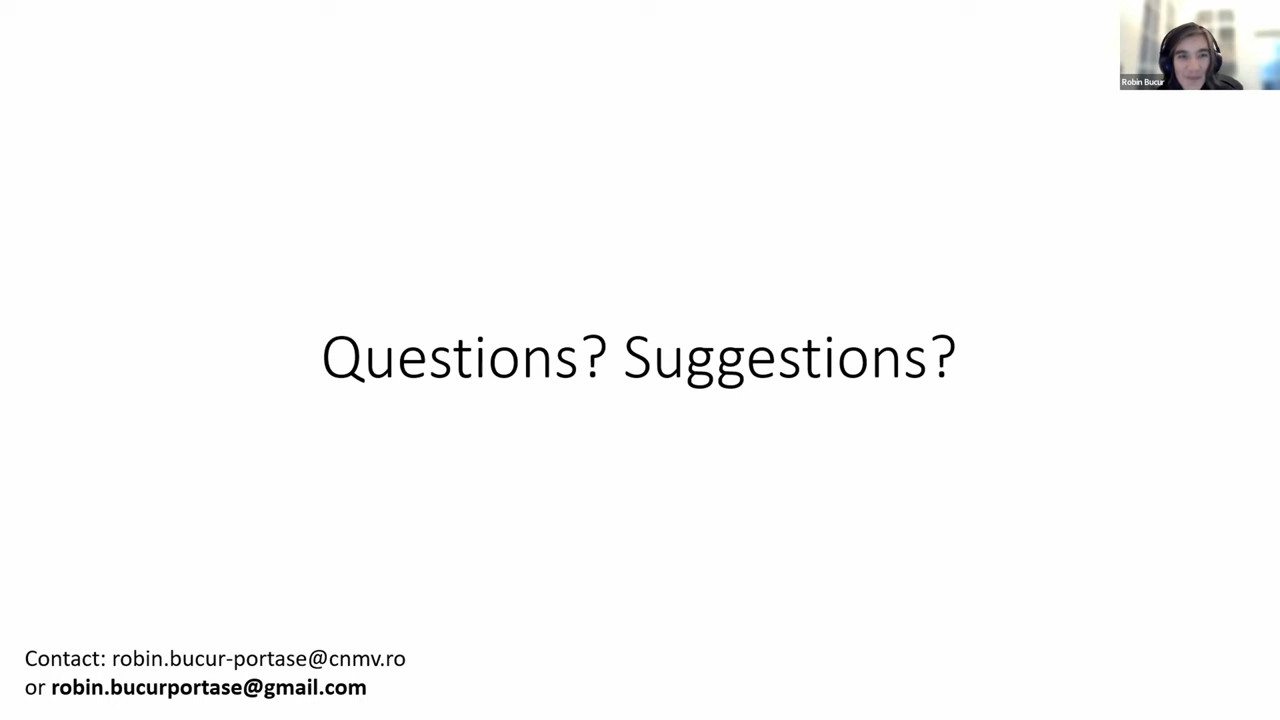 Robin Bucur
Questions? Suggestions?
Contact: robin.bucur-portase@cnmv.ro
or robin.bucurportase@gmail.com